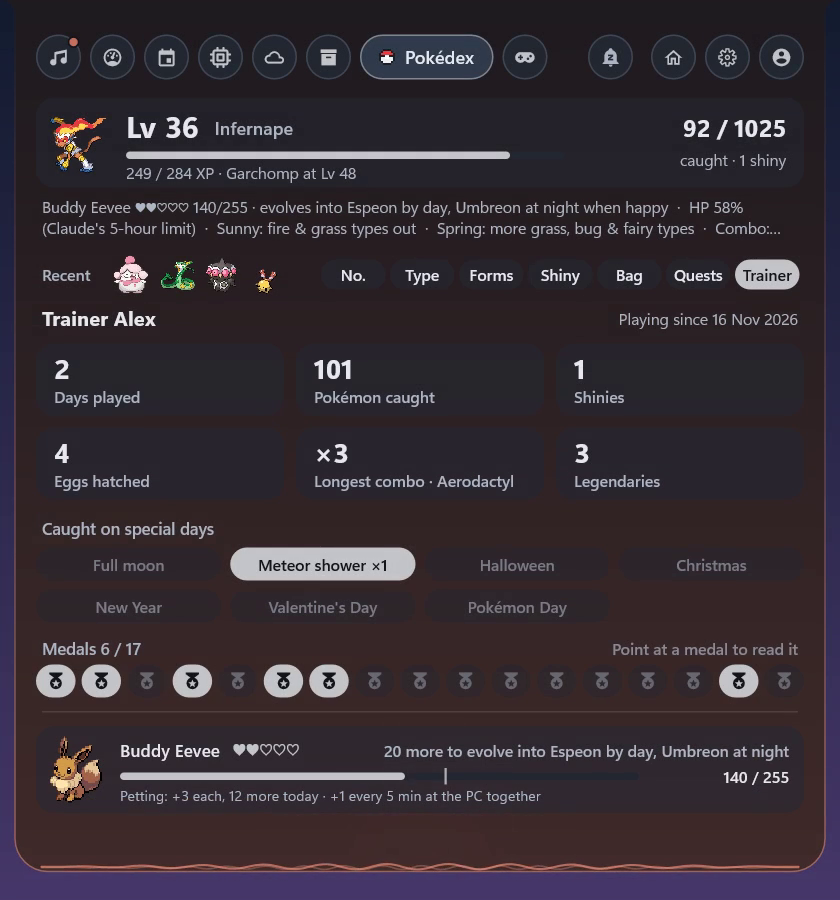 Pokédex
Lv 36 Infernape
92 / 1025
249 / 284 XP · Garchomp at Lv 48
caught · 1 shiny
Buddy Eevee ♥♥♡♡♡ 140/255 · evolves into Espeon by day, Umbreon at night when happy · HP 58%
(Claude's 5-hour limit) · Sunny: fire & grass types out · Spring: more grass, bug & fairy types · Combo:...
Recent No. Type Forms Shiny Bag Quests Trainer
Trainer Alex
Playing since 16 Nov 2026
2 101 1
Days played Pokémon caught Shinies
4 ×3 3
Eggs hatched Longest combo · Aerodactyl Legendaries
Caught on special days
Full moon Meteor shower ×1 Halloween Christmas
New Year Valentine's Day Pokémon Day
Medals 6 / 17
Point at a medal to read it
Buddy Eevee ♥♥♡♡♡ 20 more to evolve into Espeon by day, Umbreon at night
140 / 255
Petting: +3 each, 12 more today · +1 every 5 min at the PC together